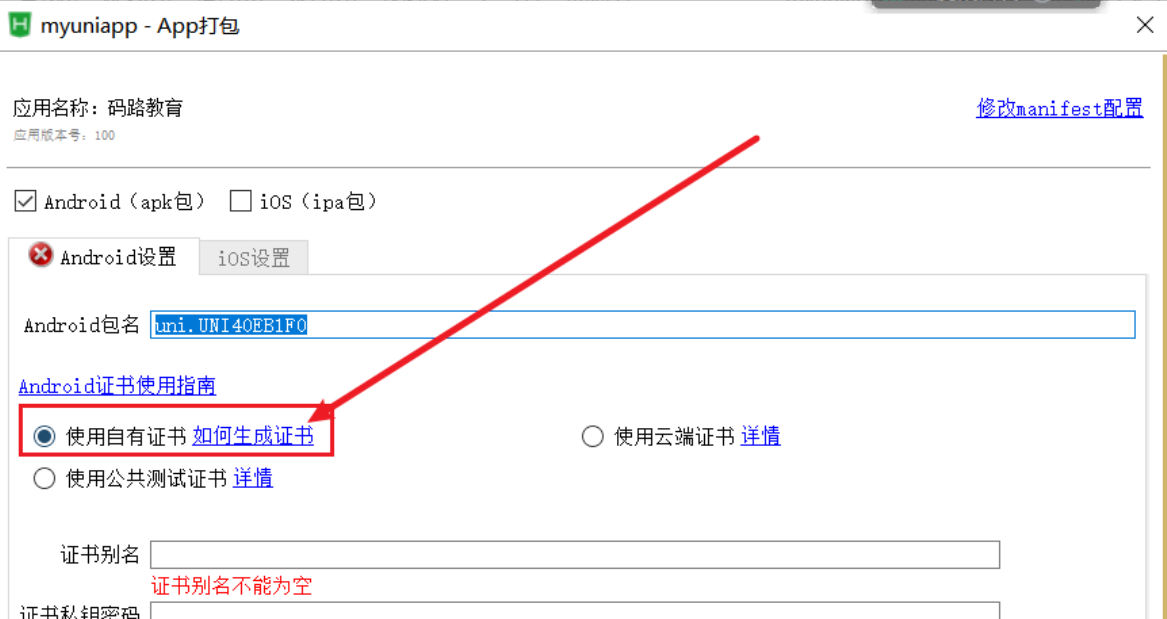 myuniapp - App打包
应用名称：码路教育 修改manifest配置
应用版本号：100
Android（apk包） iOS（ipa包）
Android设置 iOS设置
Android包名 uni.UNI40EB1F0
Android证书使用指南
使用自有证书 如何生成证书 使用云端证书 详情
使用公共测试证书 详情
证书别名
证书别名不能为空
证书私钥密码